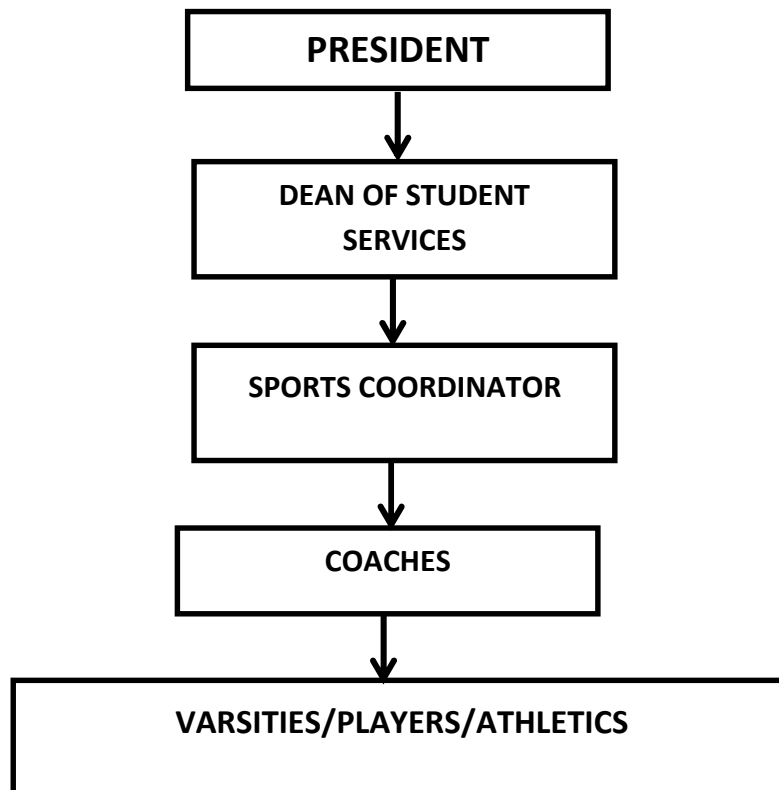 PRESIDENT
DEAN OF STUDENT
SERVICES
SPORTS COORDINATOR
COACHES
VARSITIES/PLAYERS/ATHLETICS